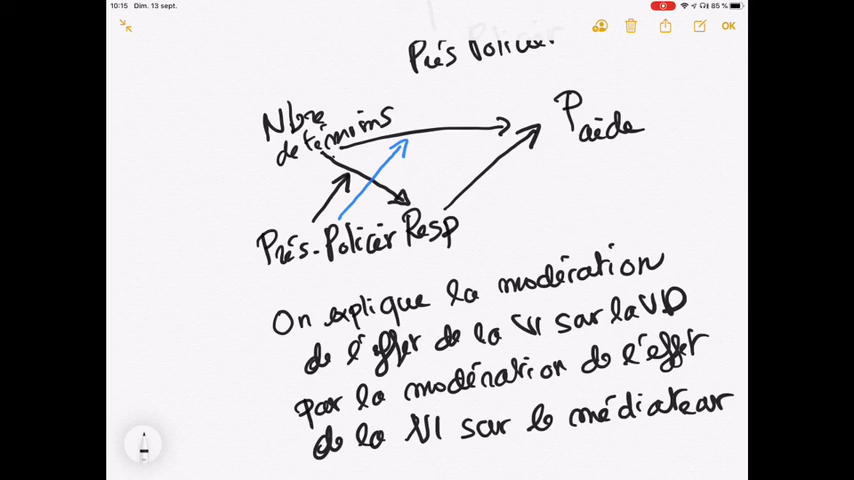 10:15 Dim. 13 sept.
85 %
OK
Prés Policier
Nbre
de témoins
P
aide
Prés. Policier Resp
On explique la modération
de l'effet de la VI sur la VD
par la modération de l'effet
de la VI sur le médiateur